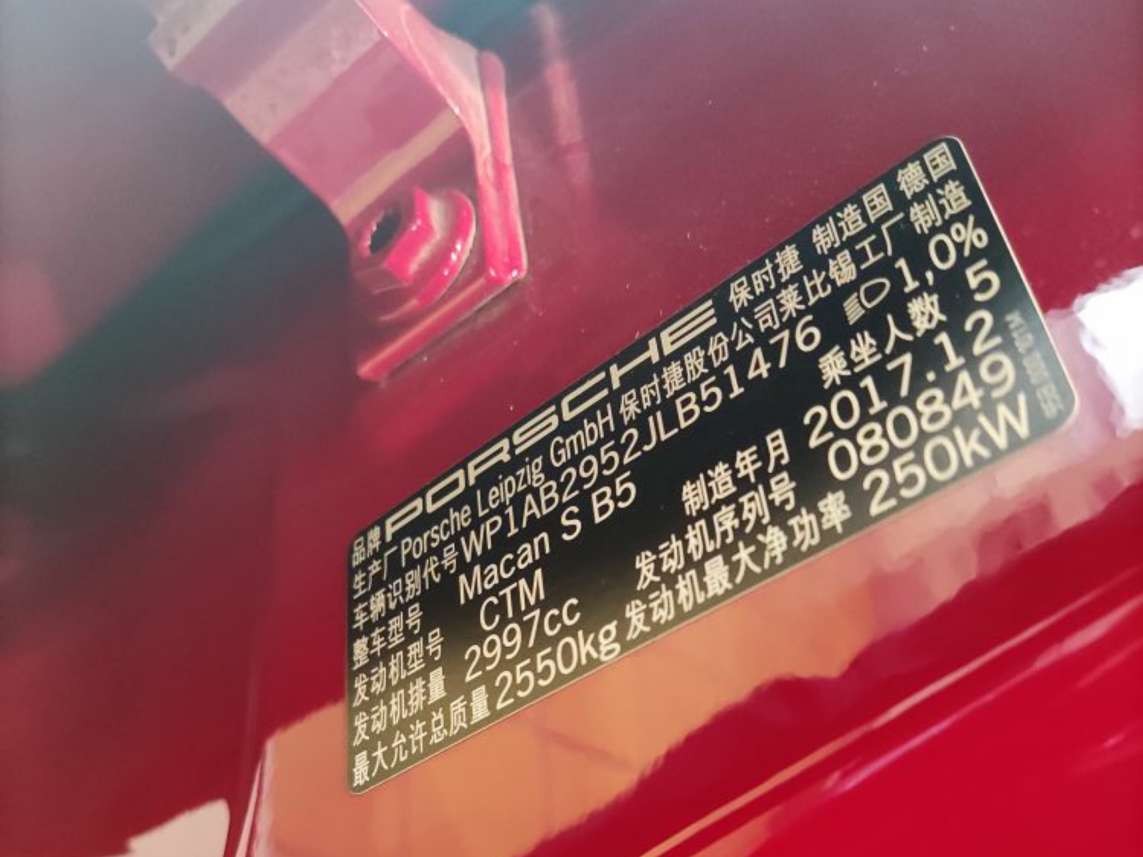 品牌 PORSCHE 保时捷 制造国 德国
生产厂 Porsche Leipzig GmbH 保时捷股份公司莱比锡工厂制造
车辆识别代号 WP1AB2952JLB51476 1,0%
整车型号 Macan S B5 乘坐人数 5
发动机型号 CTM 制造年月 2017.12
发动机排量 2997cc 发动机序列号 080849
最大允许总质量 2550kg 发动机最大净功率 250kW